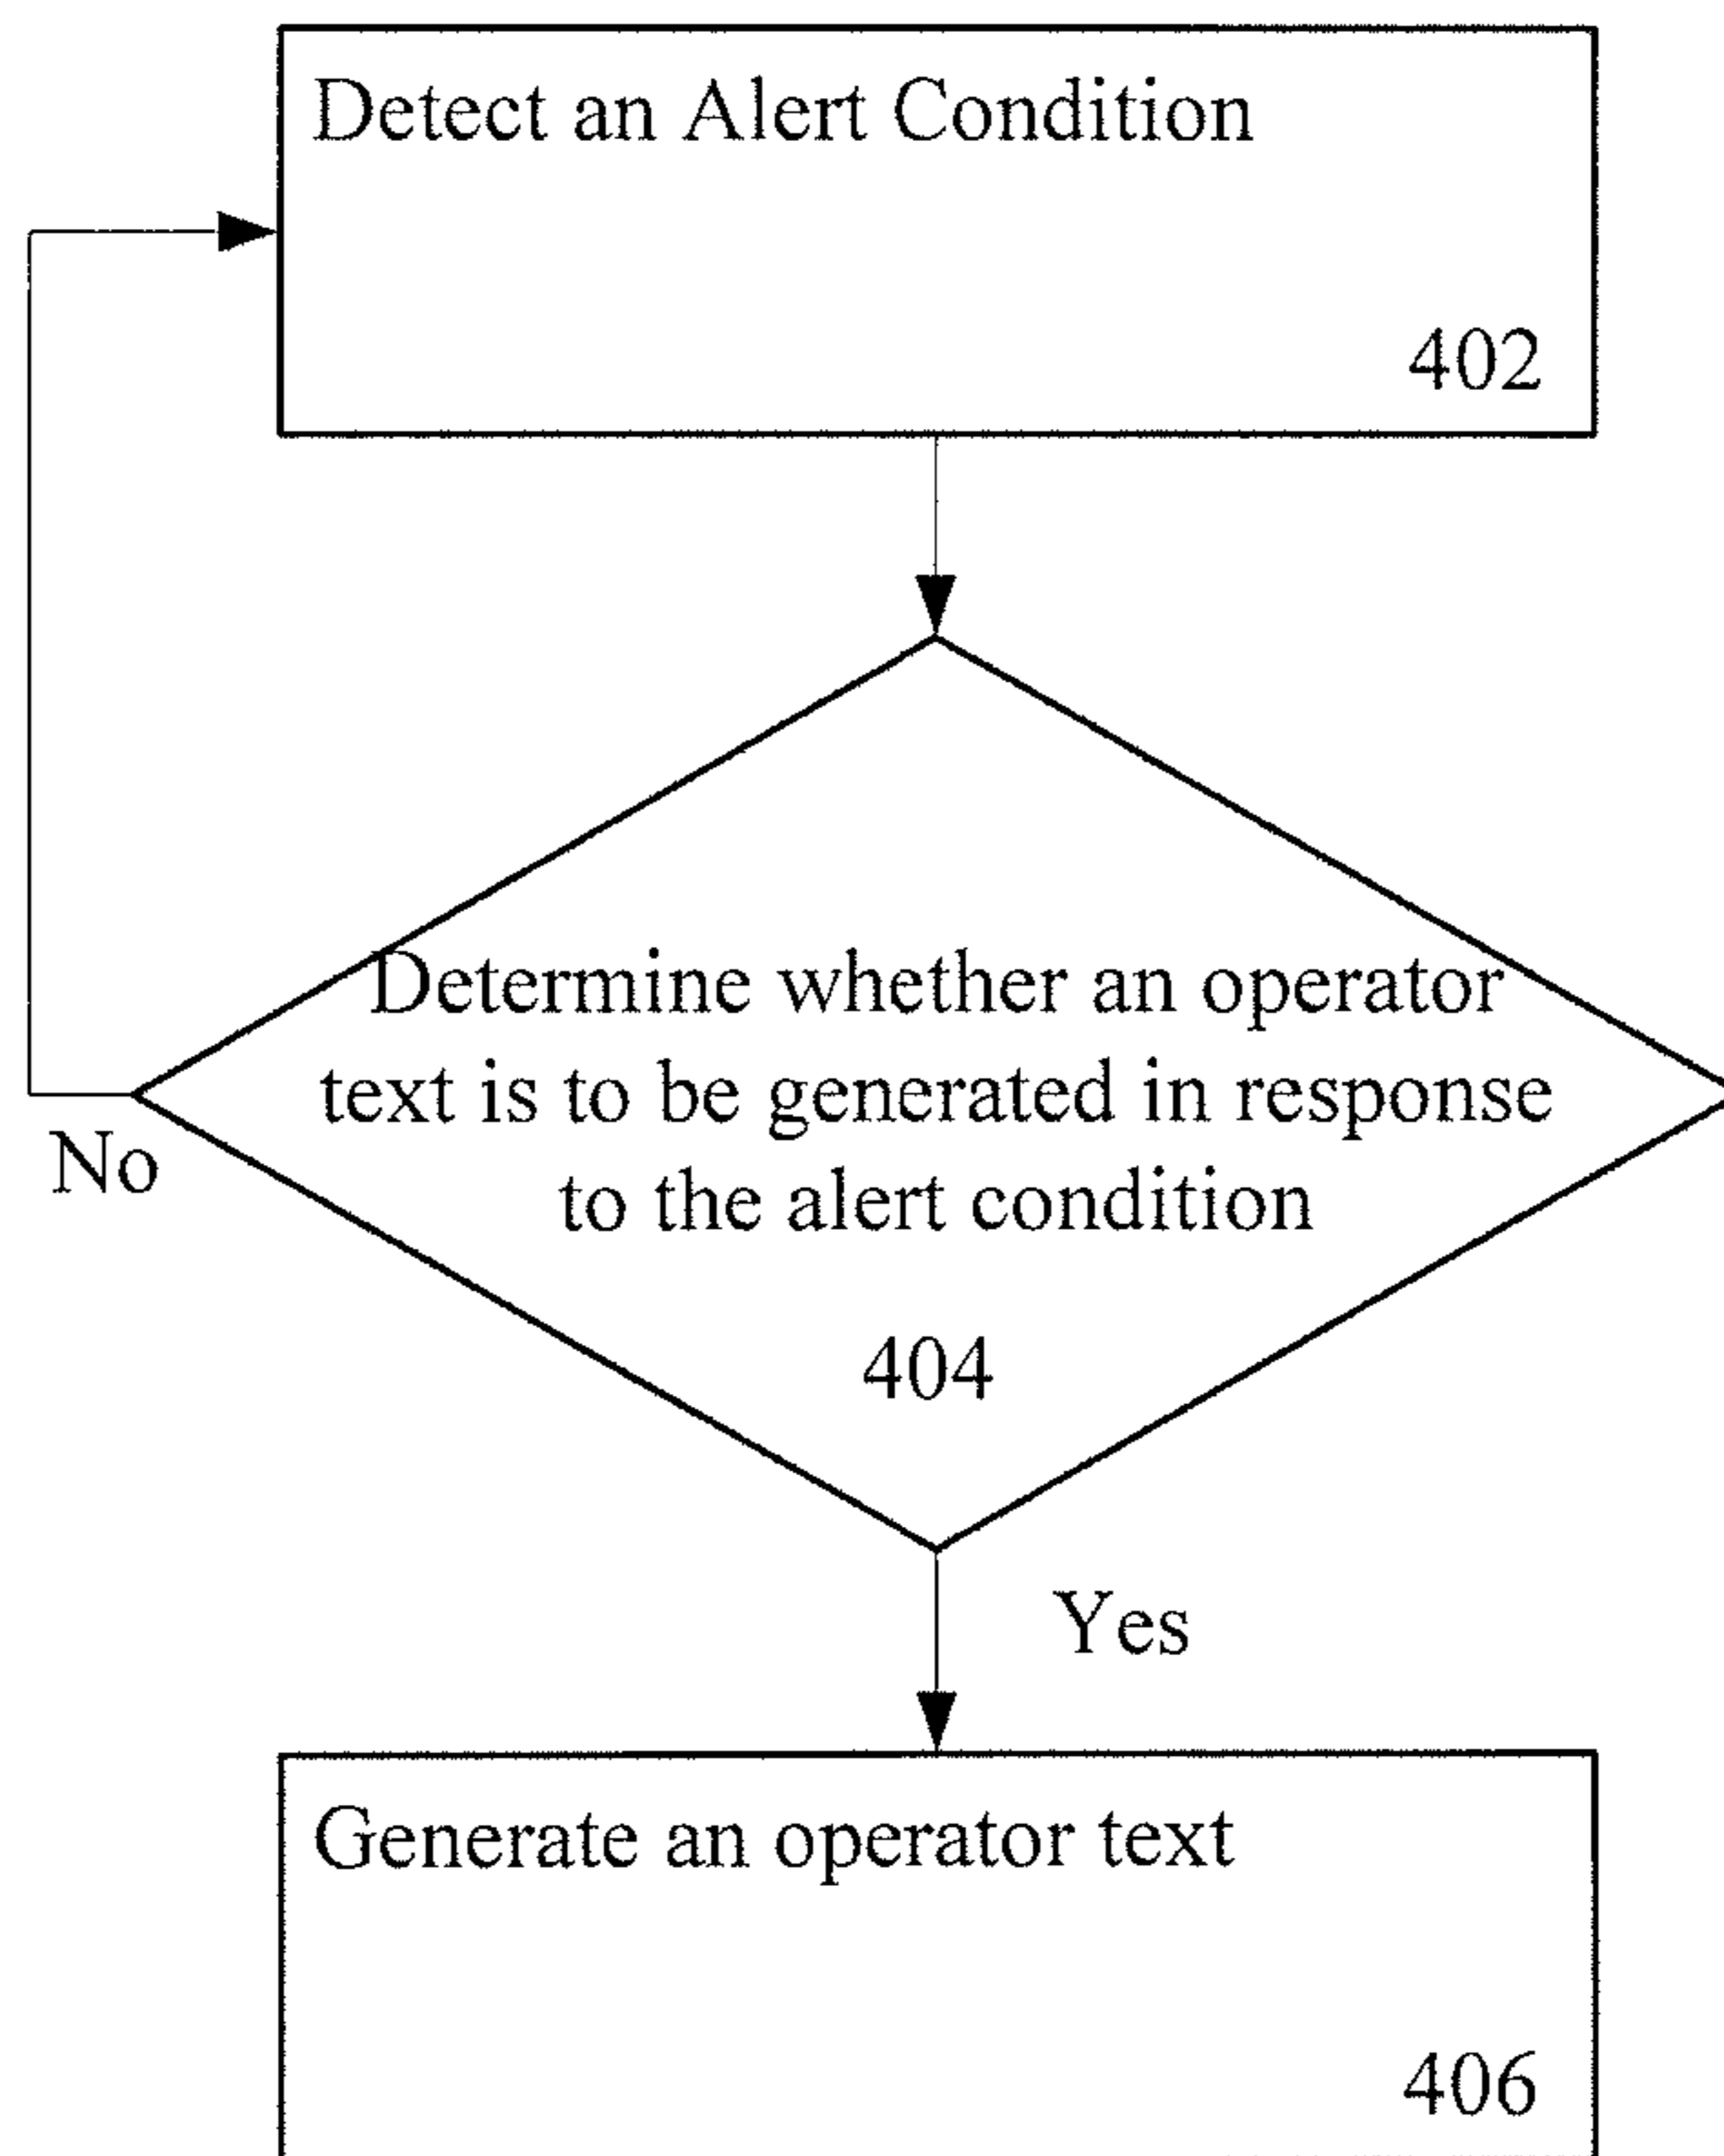 Detect an Alert Condition
402
Determine whether an operator
text is to be generated in response
to the alert condition
No
404
Yes
Generate an operator text
406